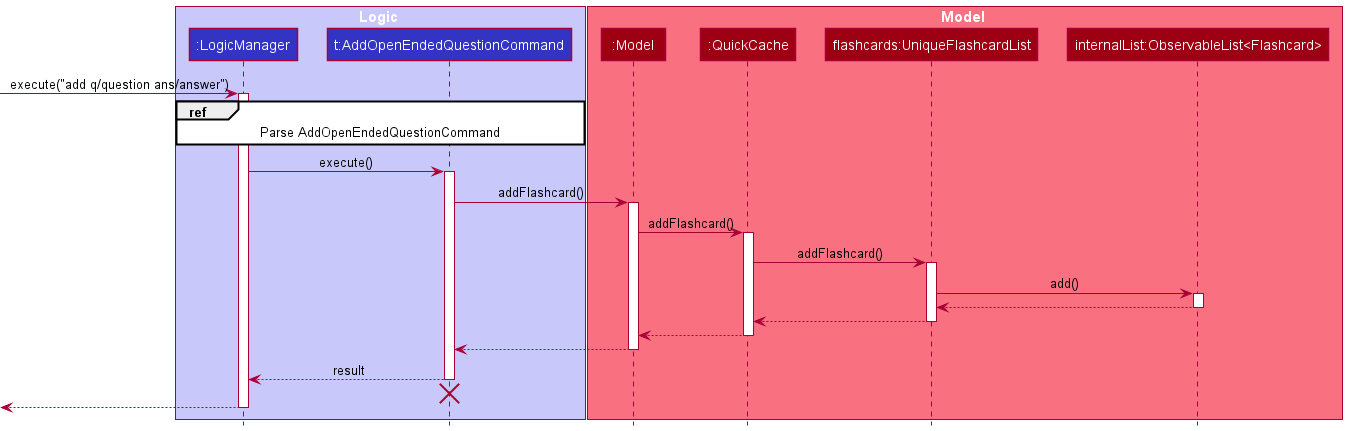 Logic
Model
:LogicManager
t:AddOpenEndedQuestionCommand
:Model
:QuickCache
flashcards:UniqueFlashcardList
internalList:ObservableList<Flashcard>
execute("add q/question ans/answer")
ref
Parse AddOpenEndedQuestionCommand
execute()
addFlashcard()
addFlashcard()
addFlashcard()
add()
result